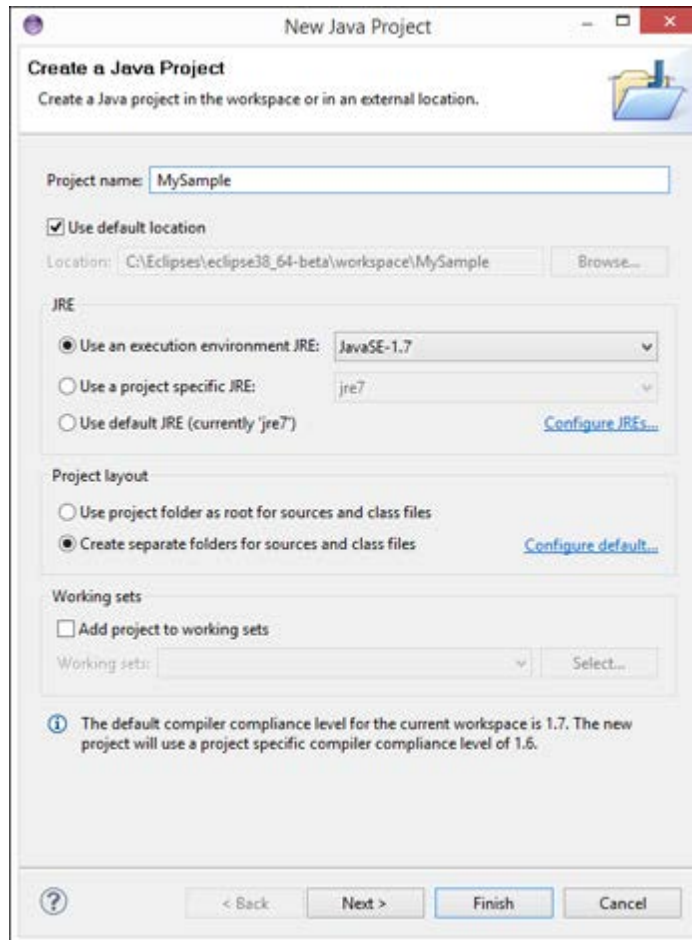 New Java Project
Create a Java Project
Create a Java project in the workspace or in an external location.
Project name: MySample
Use default location
Location: C:\Eclipses\eclipse38_64-beta\workspace\MySample Browse...
JRE
Use an execution environment JRE: JavaSE-1.7
Use a project specific JRE: jre7
Use default JRE (currently 'jre7') Configure JREs...
Project layout
Use project folder as root for sources and class files
Create separate folders for sources and class files Configure default...
Working sets
Add project to working sets
Working sets: Select...
The default compiler compliance level for the current workspace is 1.7. The new
project will use a project specific compiler compliance level of 1.6.
? < Back Next > Finish Cancel